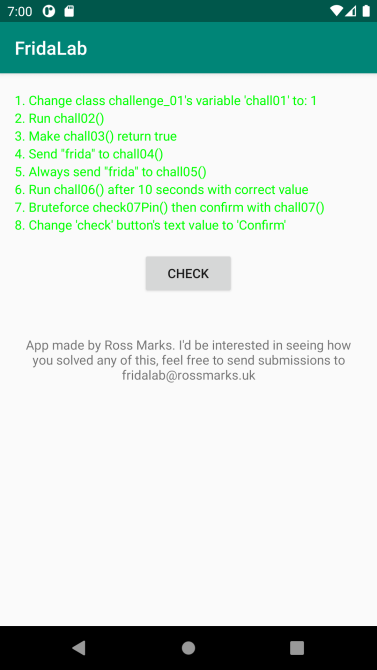 7:00
FridaLab
1. Change class challenge_01's variable 'chall01' to: 1
2. Run chall02()
3. Make chall03() return true
4. Send "frida" to chall04()
5. Always send "frida" to chall05()
6. Run chall06() after 10 seconds with correct value
7. Bruteforce check07Pin() then confirm with chall07()
8. Change 'check' button's text value to 'Confirm'
CHECK
App made by Ross Marks. I'd be interested in seeing how
you solved any of this, feel free to send submissions to
fridalab@rossmarks.uk